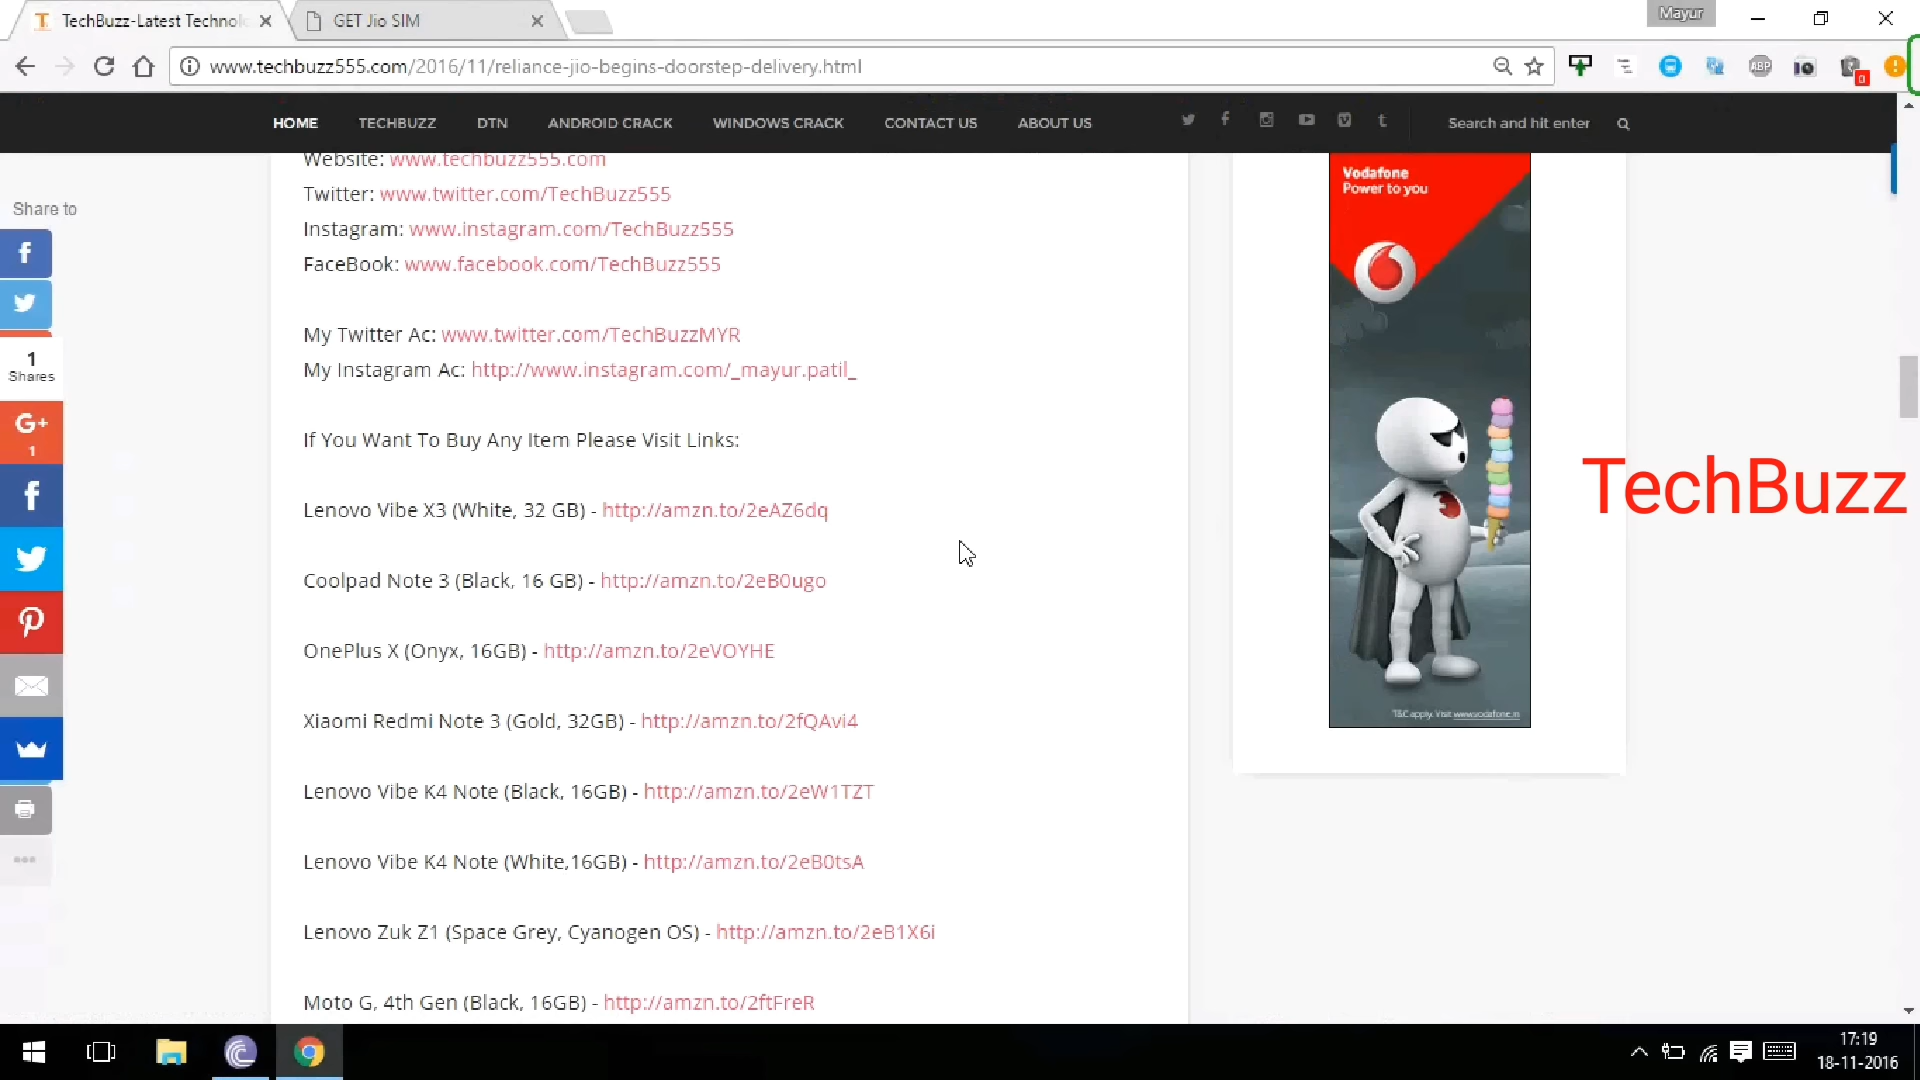 TechBuzz-Latest Technolo
GET Jio SIM
Mayur
www.techbuzz555.com/2016/11/reliance-jio-begins-doorstep-delivery.html
ABP
0
HOME TECHBUZZ DTN ANDROID CRACK WINDOWS CRACK CONTACT US ABOUT US
Search and hit enter
Share to
1
Shares
G+
1
Website: www.techbuzz555.com
Twitter: www.twitter.com/TechBuzz555
Instagram: www.instagram.com/TechBuzz555
FaceBook: www.facebook.com/TechBuzz555
My Twitter Ac: www.twitter.com/TechBuzzMYR
My Instagram Ac: http://www.instagram.com/_mayur.patil_
If You Want To Buy Any Item Please Visit Links:
Lenovo Vibe X3 (White, 32 GB) - http://amzn.to/2eAZ6dq
Coolpad Note 3 (Black, 16 GB) - http://amzn.to/2eB0ugo
OnePlus X (Onyx, 16GB) - http://amzn.to/2eVOYHE
Xiaomi Redmi Note 3 (Gold, 32GB) - http://amzn.to/2fQAvi4
Lenovo Vibe K4 Note (Black, 16GB) - http://amzn.to/2eW1TZT
Lenovo Vibe K4 Note (White,16GB) - http://amzn.to/2eB0tsA
Lenovo Zuk Z1 (Space Grey, Cyanogen OS) - http://amzn.to/2eB1X6i
Moto G, 4th Gen (Black, 16GB) - http://amzn.to/2ftFreR
Vodafone
Power to you
T&C apply. Visit www.vodafone.in
TechBuzz
17:19
18-11-2016